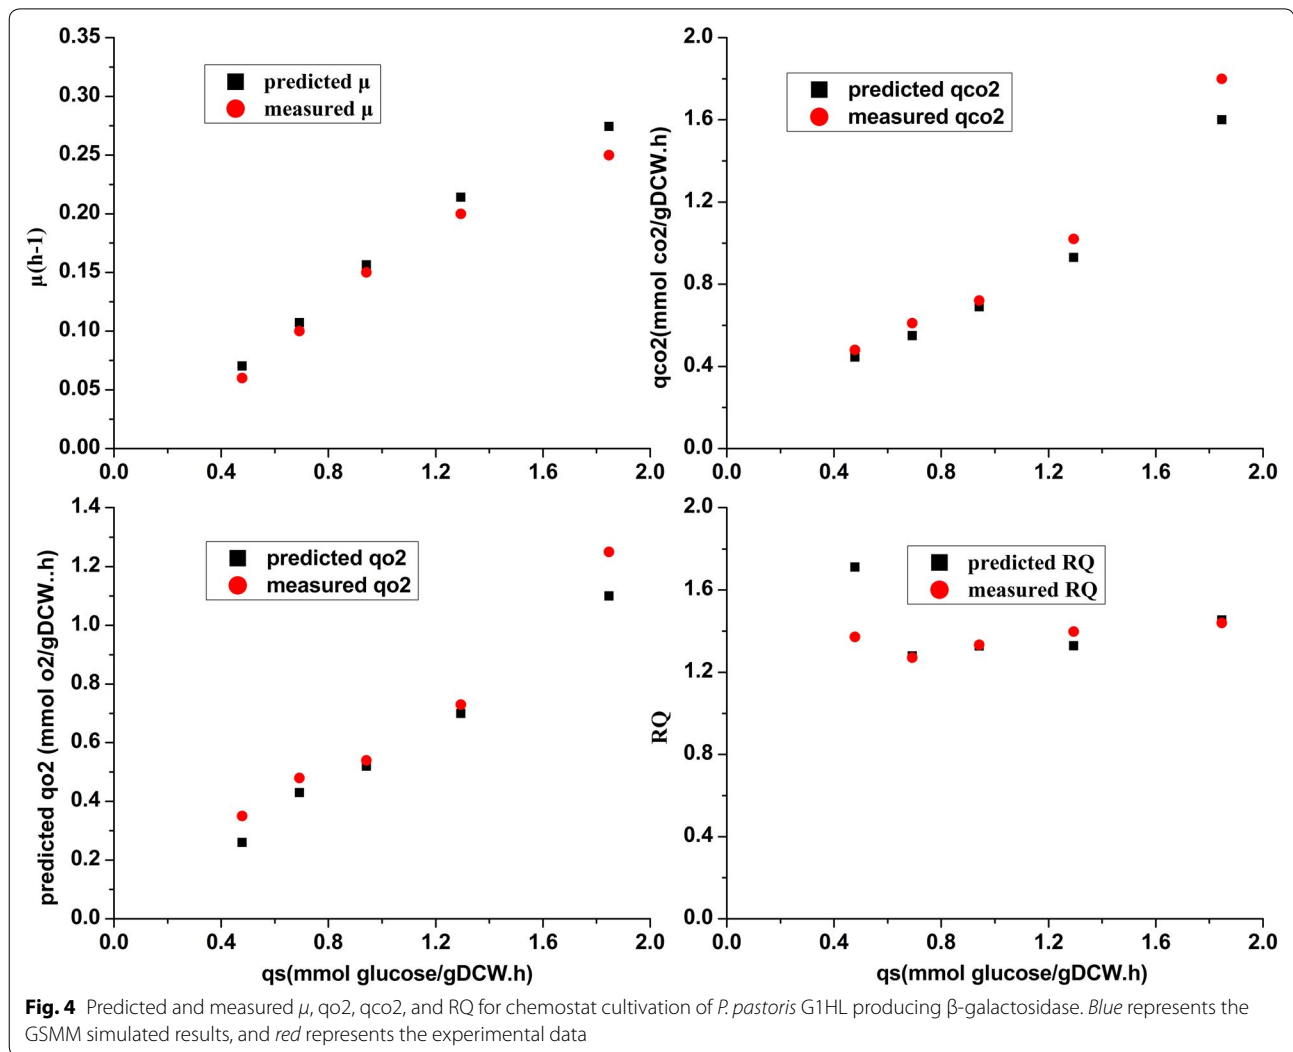 0.35
0.30
0.25
0.20
0.15
0.10
0.05
0.00
μ(h-1)
predicted μ
measured μ
0.0 0.4 0.8 1.2 1.6 2.0
2.0
1.6
1.2
0.8
0.4
0.0
qco2(mmol co2/gDCW.h)
predicted qco2
measured qco2
0.0 0.4 0.8 1.2 1.6 2.0
1.4
1.2
1.0
0.8
0.6
0.4
0.2
0.0
predicted qo2 (mmol o2/gDCW..h)
predicted qo2
measured qo2
0.0 0.4 0.8 1.2 1.6 2.0
qs(mmol glucose/gDCW.h)
2.0
1.6
1.2
0.8
0.4
0.0
RQ
predicted RQ
measured RQ
0.0 0.4 0.8 1.2 1.6 2.0
qs(mmol glucose/gDCW.h)
Fig. 4 Predicted and measured μ, qo2, qco2, and RQ for chemostat cultivation of P. pastoris G1HL producing β-galactosidase. Blue represents the
GSMM simulated results, and red represents the experimental data